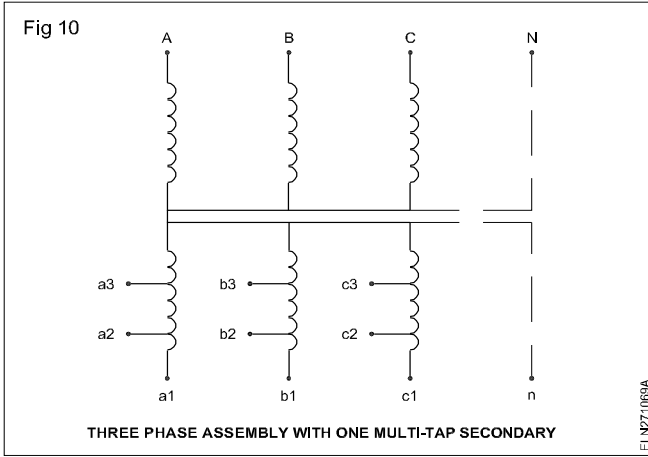 Fig 10
A B C N
a3 b3 c3
a2 b2 c2
a1 b1 c1 n
THREE PHASE ASSEMBLY WITH ONE MULTI-TAP SECONDARY
ELN271069A